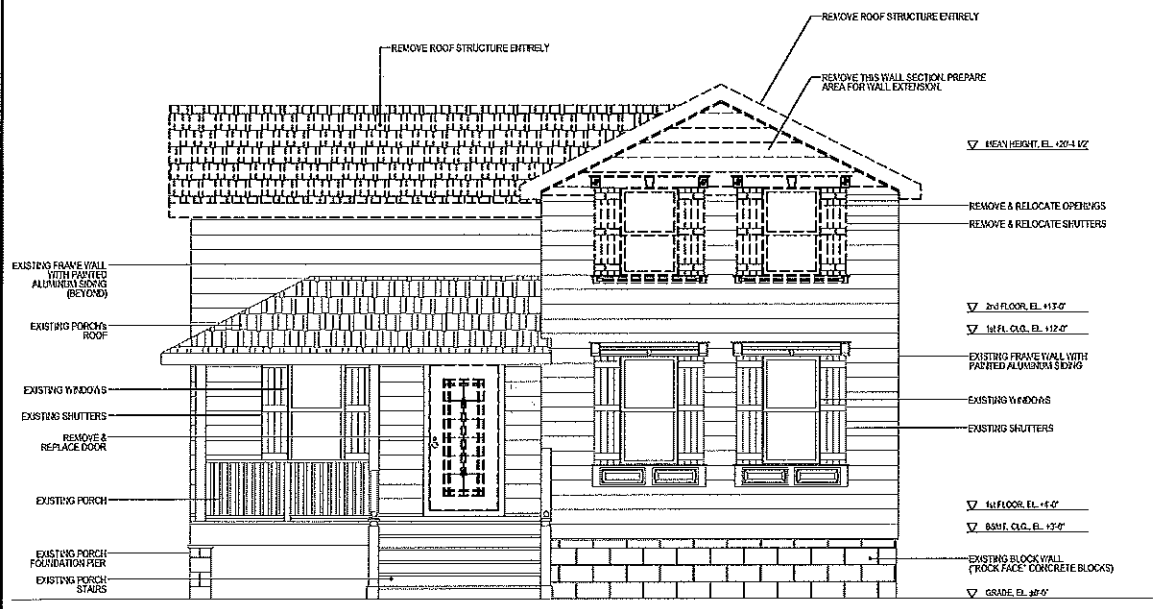 REMOVE ROOF STRUCTURE ENTIRELY
REMOVE ROOF STRUCTURE ENTIRELY
REMOVE THIS WALL SECTION. PREPARE
AREA FOR WALL EXTENSION.
MEAN HEIGHT, EL. +20'-4 1/2"
REMOVE & RELOCATE OPENINGS
REMOVE & RELOCATE SHUTTERS
EXISTING FRAME WALL
WITH PAINTED
ALUMINUM SIDING
(BEYOND)
2nd FLOOR, EL. +13'-0"
EXISTING PORCH's
ROOF
1st FL. CLG., EL. +12'-0"
EXISTING FRAME WALL WITH
PAINTED ALUMINUM SIDING
EXISTING WINDOWS
EXISTING WINDOWS
EXISTING SHUTTERS
EXISTING SHUTTERS
REMOVE &
REPLACE DOOR
EXISTING PORCH
1st FLOOR, EL. +4'-0"
BSMT. CLG., EL. +3'-0"
EXISTING PORCH
FOUNDATION PIER
EXISTING BLOCK WALL
("ROCK FACE" CONCRETE BLOCKS)
EXISTING PORCH
STAIRS
GRADE, EL. ±0'-0"